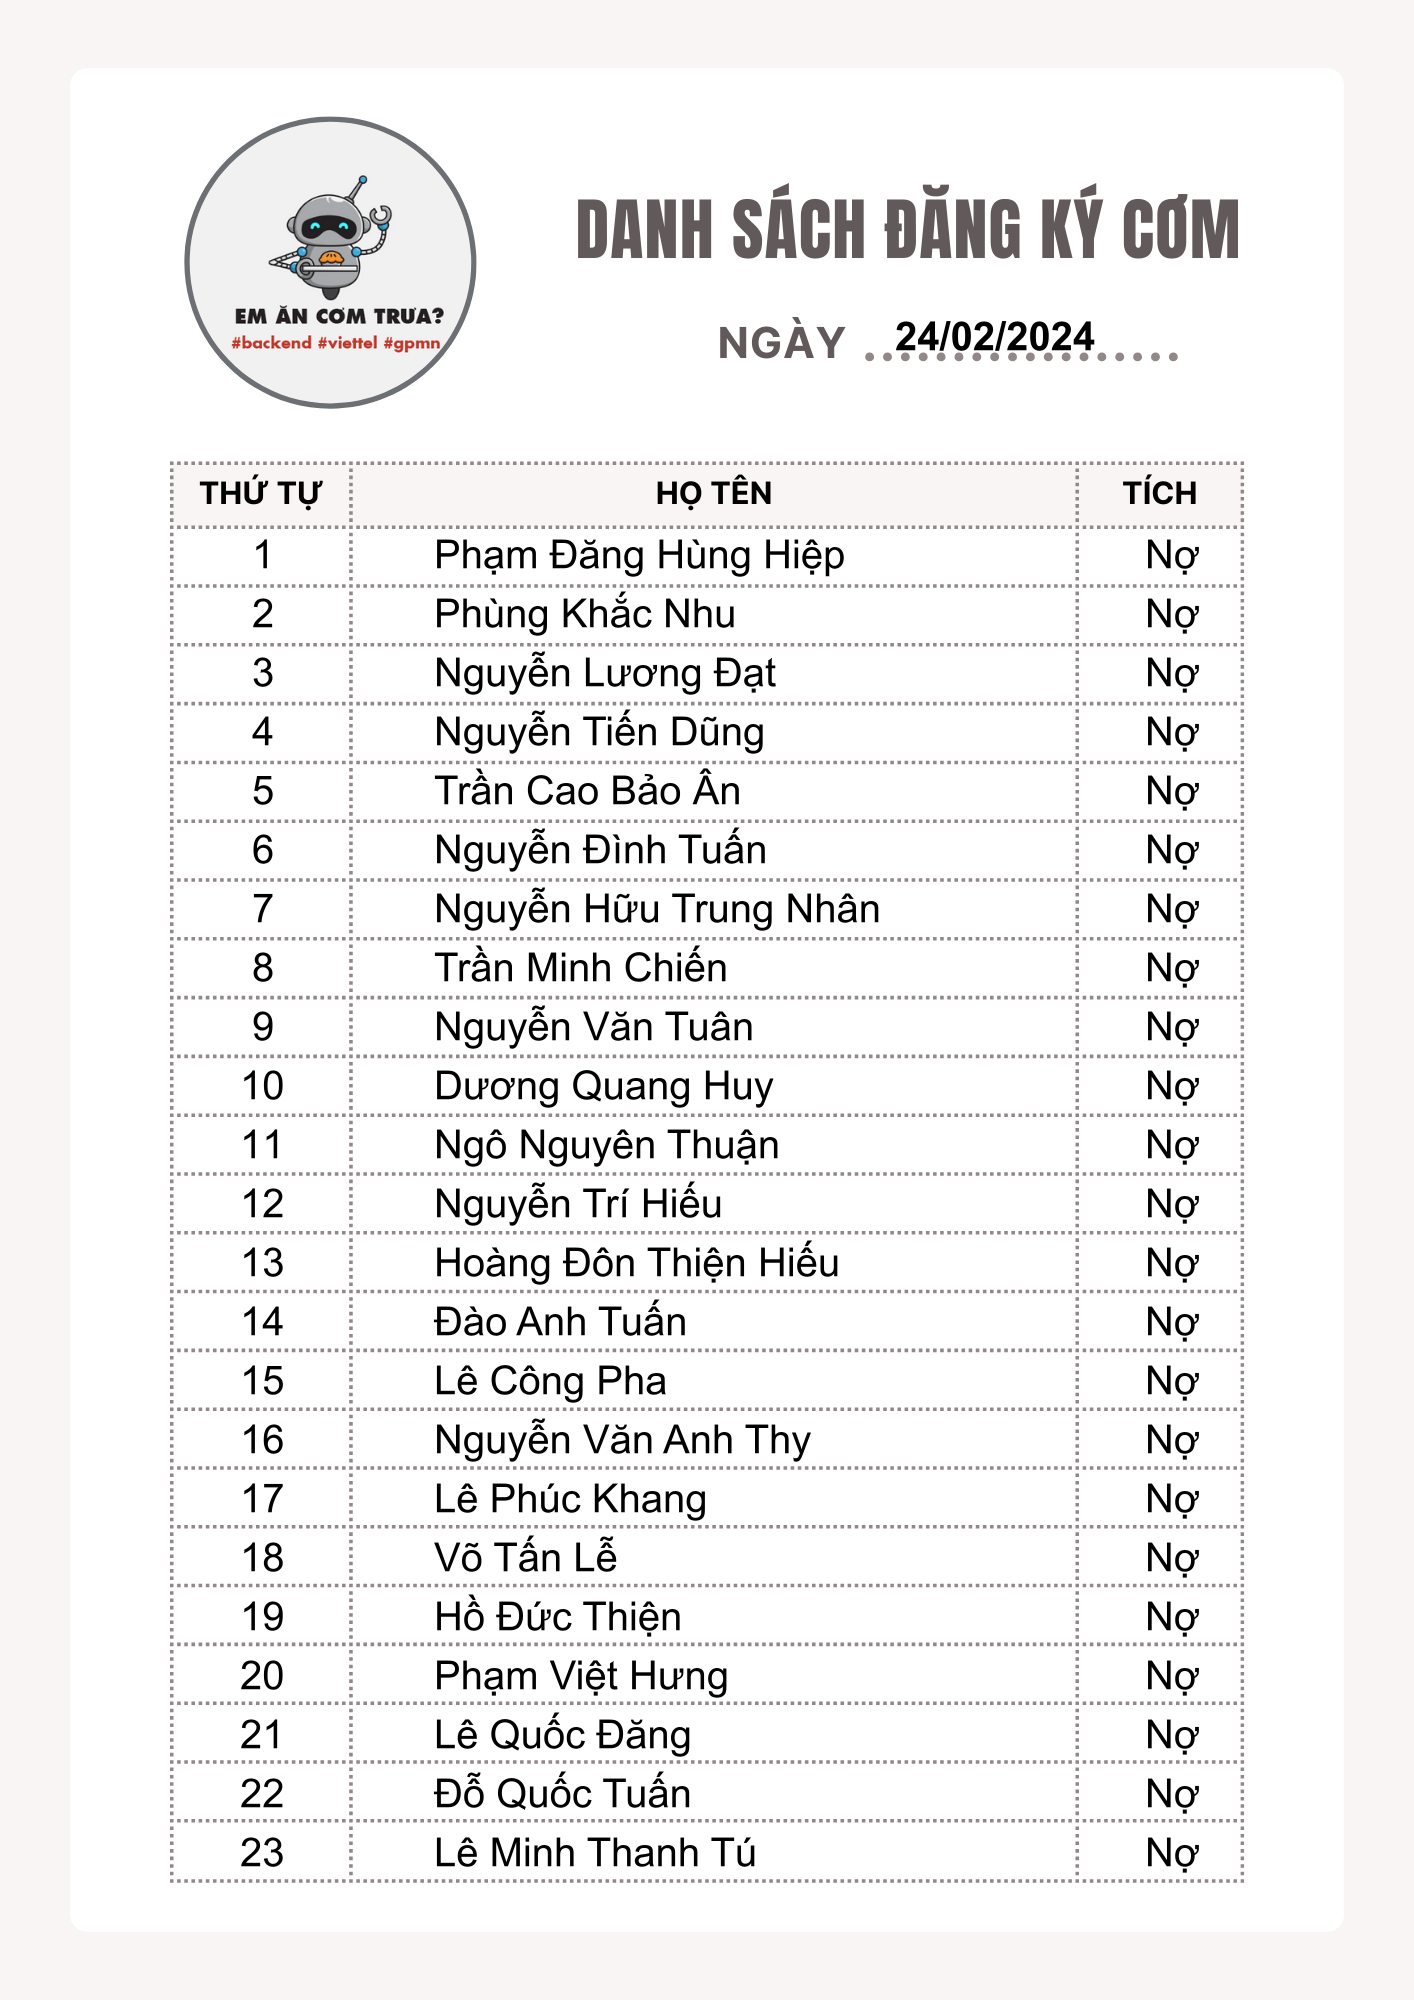 EM ĂN CƠM TRƯA?
#backend #viettel #gpmn
DANH SÁCH ĐĂNG KÝ CƠM
NGÀY 24/02/2024
THỨ TỰ HỌ TÊN TÍCH
1 Phạm Đăng Hùng Hiệp Nợ
2 Phùng Khắc Nhu Nợ
3 Nguyễn Lương Đạt Nợ
4 Nguyễn Tiến Dũng Nợ
5 Trần Cao Bảo Ân Nợ
6 Nguyễn Đình Tuấn Nợ
7 Nguyễn Hữu Trung Nhân Nợ
8 Trần Minh Chiến Nợ
9 Nguyễn Văn Tuân Nợ
10 Dương Quang Huy Nợ
11 Ngô Nguyên Thuận Nợ
12 Nguyễn Trí Hiếu Nợ
13 Hoàng Đôn Thiện Hiếu Nợ
14 Đào Anh Tuấn Nợ
15 Lê Công Pha Nợ
16 Nguyễn Văn Anh Thy Nợ
17 Lê Phúc Khang Nợ
18 Võ Tấn Lễ Nợ
19 Hồ Đức Thiện Nợ
20 Phạm Việt Hưng Nợ
21 Lê Quốc Đăng Nợ
22 Đỗ Quốc Tuấn Nợ
23 Lê Minh Thanh Tú Nợ